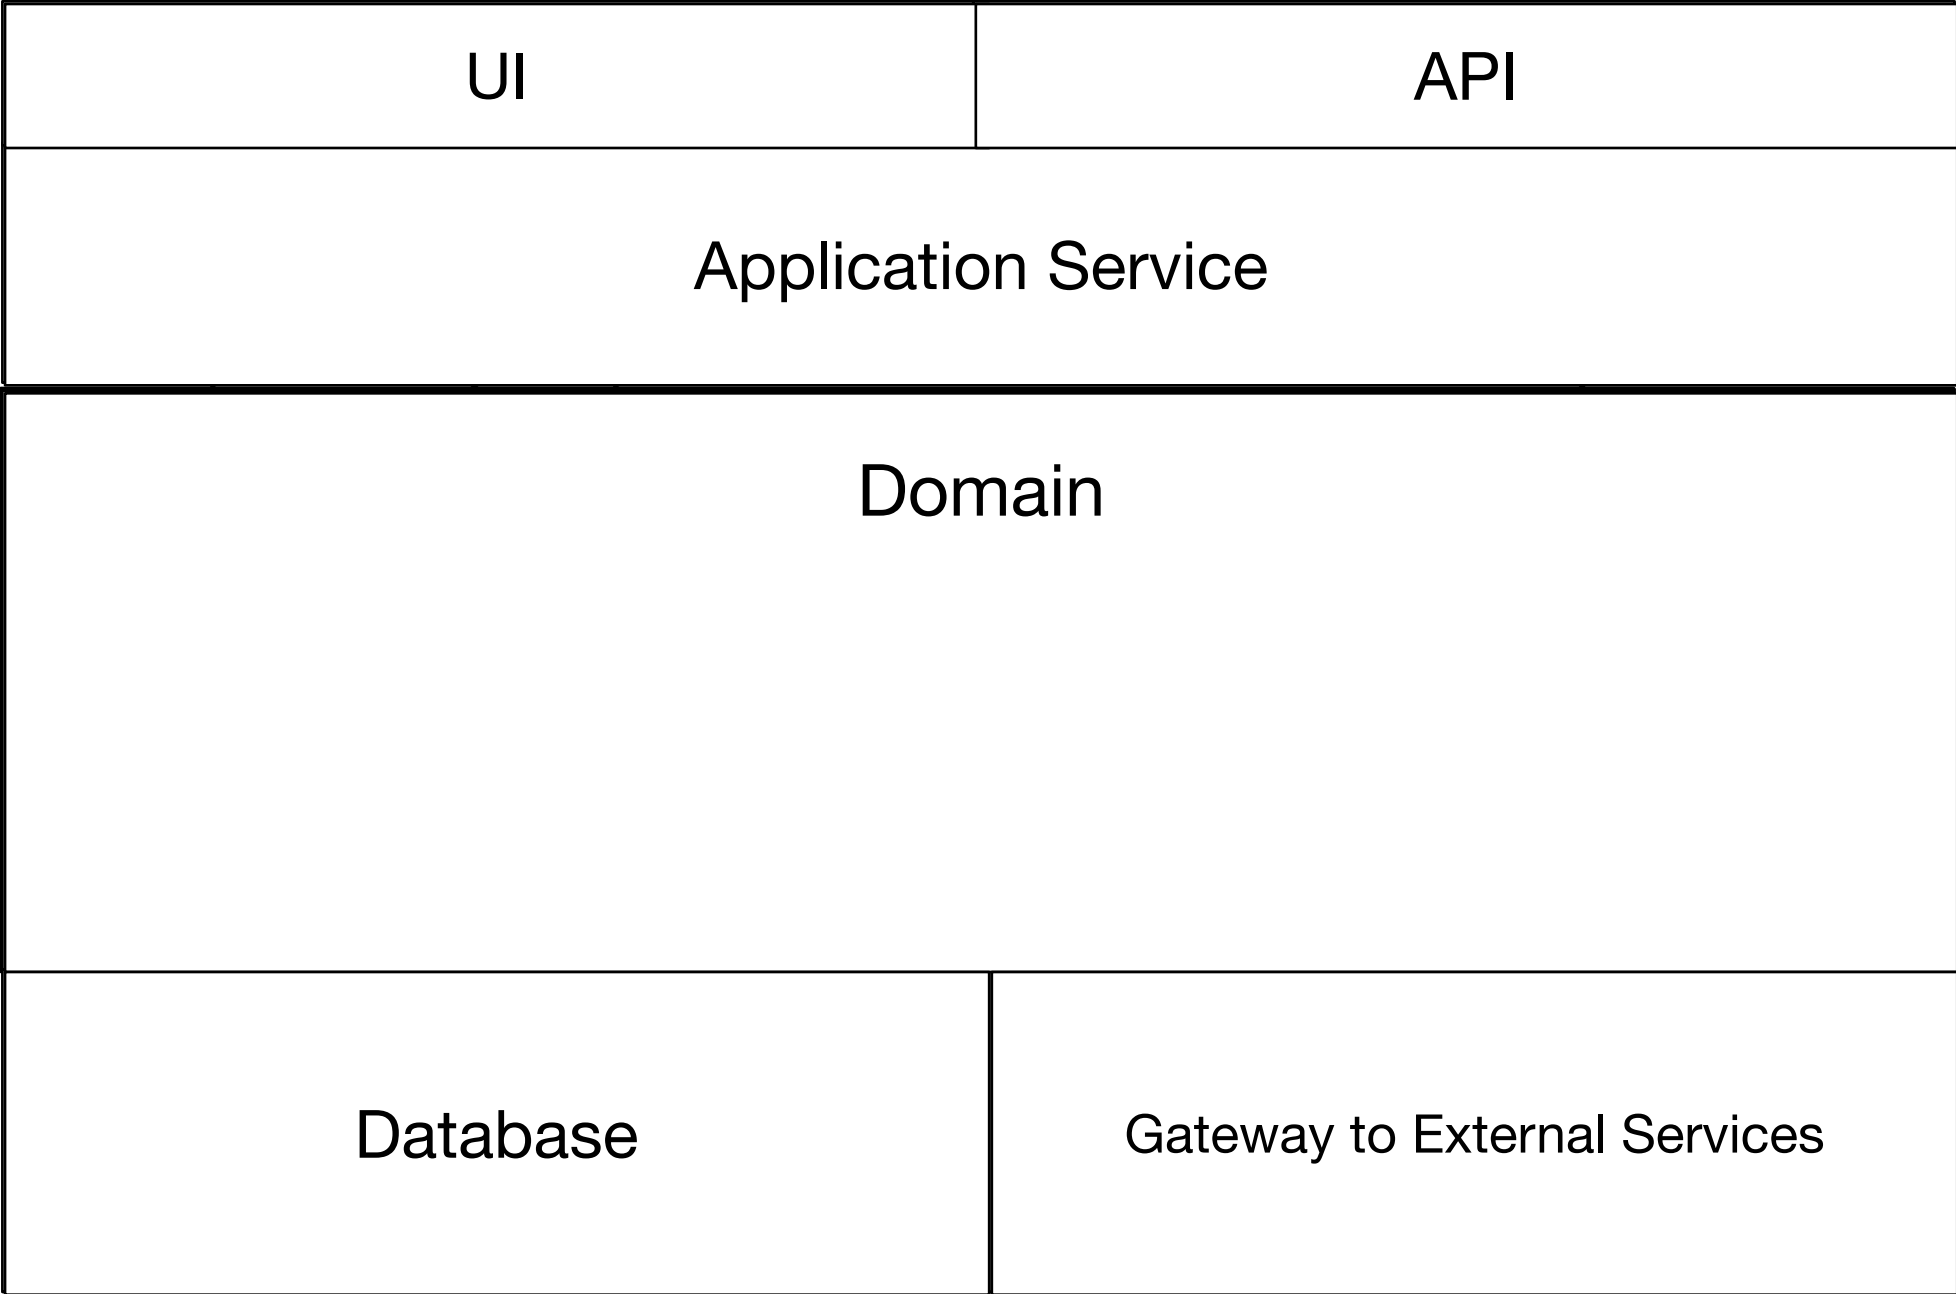 UI
API
Application Service
Domain
Database
Gateway to External Services